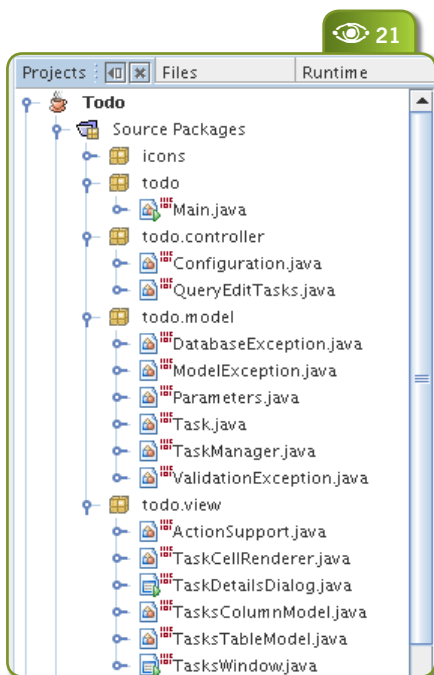 21
Projects Files Runtime
Todo
Source Packages
icons
todo
Main.java
todo.controller
Configuration.java
QueryEditTasks.java
todo.model
DatabaseException.java
ModelException.java
Parameters.java
Task.java
TaskManager.java
ValidationException.java
todo.view
ActionSupport.java
TaskCellRenderer.java
TaskDetailsDialog.java
TasksColumnModel.java
TasksTableModel.java
TasksWindow.java